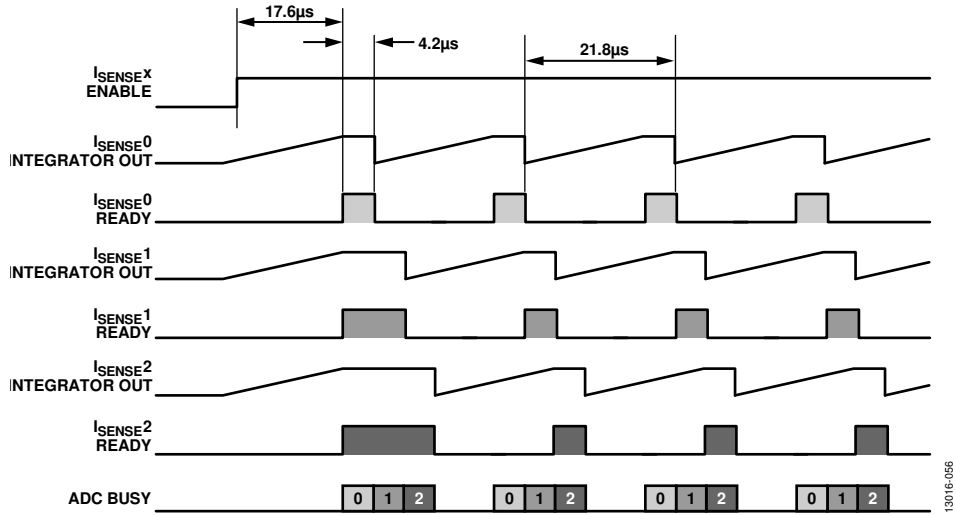 17.6µs
4.2µs
21.8µs
ISENSEx
ENABLE
ISENSE0
INTEGRATOR OUT
ISENSE0
READY
ISENSE1
INTEGRATOR OUT
ISENSE1
READY
ISENSE2
INTEGRATOR OUT
ISENSE2
READY
ADC BUSY
0 1 2
0 1 2
0 1 2
0 1 2
13016-056